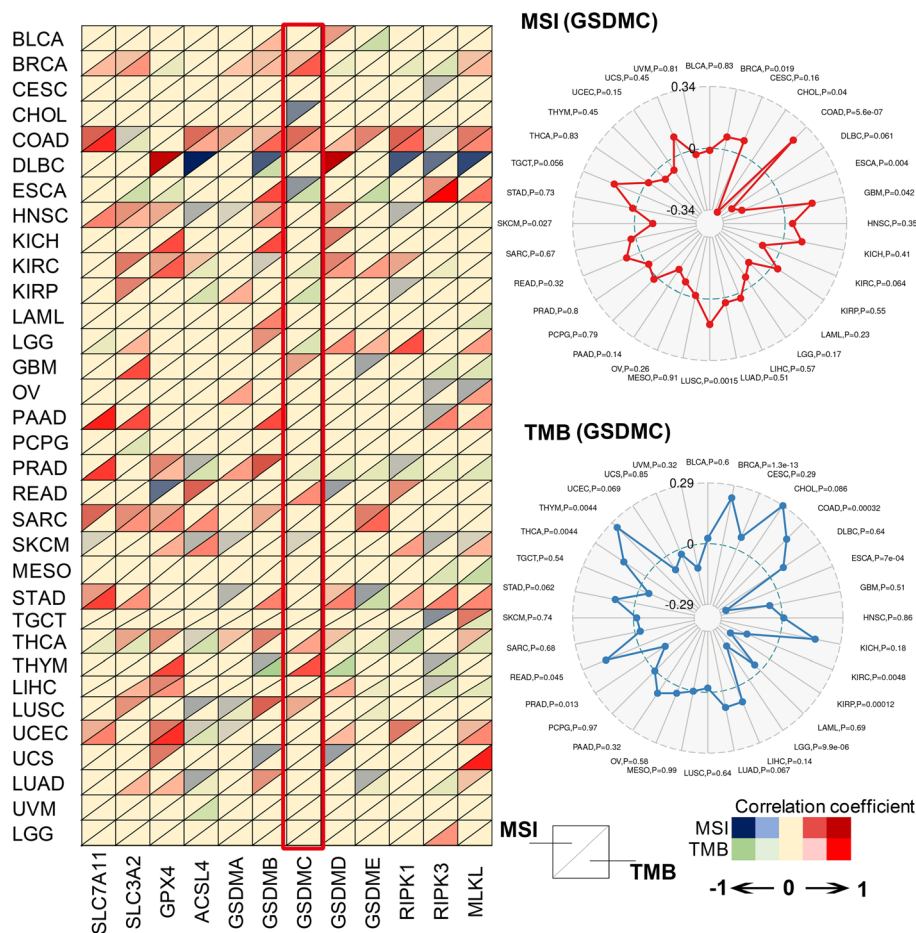 BLCA
BRCA
CESC
CHOL
COAD
DLBC
ESCA
HNSC
KICH
KIRC
KIRP
LAML
LGG
GBM
OV
PAAD
PCPG
PRAD
READ
SARC
SKCM
MESO
STAD
TGCT
THCA
THYM
LIHC
LUSC
UCEC
UCS
LUAD
UVM
LGG
SLC7A11
SLC3A2
GPX4
ACSL4
GSDMA
GSDMB
GSDMC
GSDMD
GSDME
RIPK1
RIPK3
MLKL
MSI (GSDMC)
0.34
0
-0.34
BLCA,P=0.83
BRCA,P=0.019
CESC,P=0.16
CHOL,P=0.04
COAD,P=5.6e-07
DLBC,P=0.061
ESCA,P=0.004
GBM,P=0.042
HNSC,P=0.35
KICH,P=0.41
KIRC,P=0.064
KIRP,P=0.55
LAML,P=0.23
LGG,P=0.17
LIHC,P=0.57
LUAD,P=0.51
LUSC,P=0.0015
MESO,P=0.91
OV,P=0.26
PAAD,P=0.14
PCPG,P=0.79
PRAD,P=0.8
READ,P=0.32
SARC,P=0.67
SKCM,P=0.027
STAD,P=0.73
TGCT,P=0.056
THCA,P=0.83
THYM,P=0.45
UCEC,P=0.15
UCS,P=0.45
UVM,P=0.81
TMB (GSDMC)
0.29
0
-0.29
BLCA,P=0.6
BRCA,P=1.3e-13
CESC,P=0.29
CHOL,P=0.086
COAD,P=0.00032
DLBC,P=0.64
ESCA,P=7e-04
GBM,P=0.51
HNSC,P=0.86
KICH,P=0.18
KIRC,P=0.0048
KIRP,P=0.00012
LAML,P=0.69
LGG,P=9.9e-06
LIHC,P=0.14
LUAD,P=0.067
LUSC,P=0.64
MESO,P=0.99
OV,P=0.58
PAAD,P=0.32
PCPG,P=0.97
PRAD,P=0.013
READ,P=0.045
SARC,P=0.68
SKCM,P=0.74
STAD,P=0.062
TGCT,P=0.54
THCA,P=0.0044
THYM,P=0.0044
UCEC,P=0.069
UCS,P=0.85
UVM,P=0.32
MSI
TMB
Correlation coefficient
MSI
TMB
-1
0
1